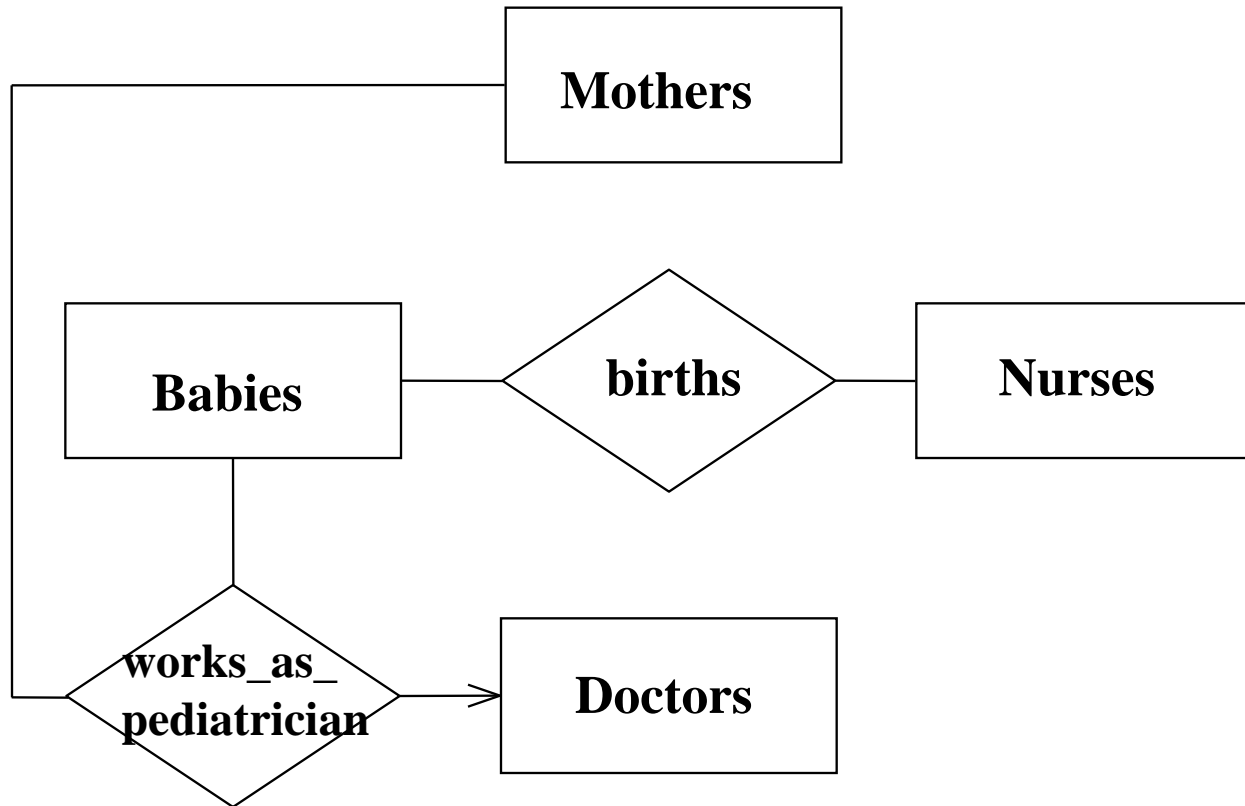 Mothers
Babies
births
Nurses
works_as_
pediatrician
Doctors